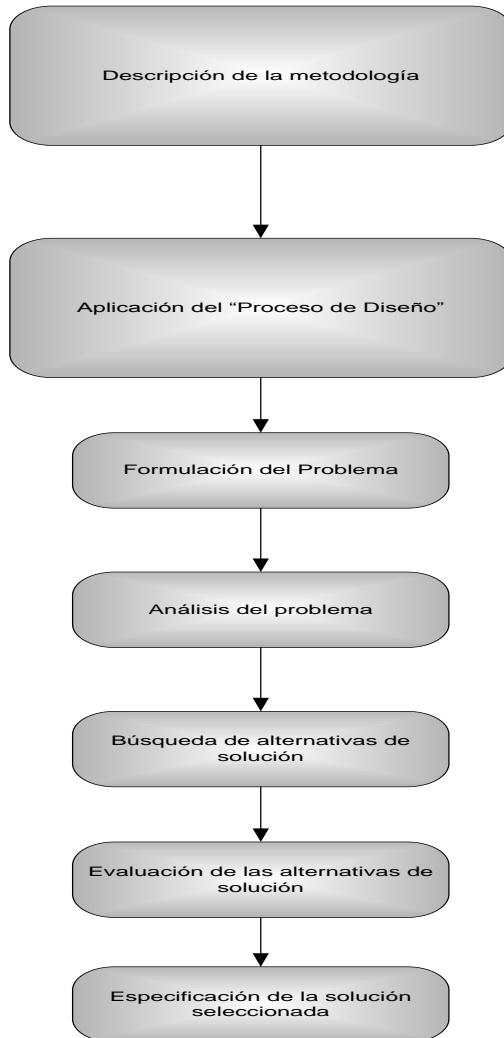 Descripción de la metodología
Aplicación del “Proceso de Diseño”
Formulación del Problema
Análisis del problema
Búsqueda de alternativas de
solución
Evaluación de las alternativas de
solución
Especificación de la solución
seleccionada